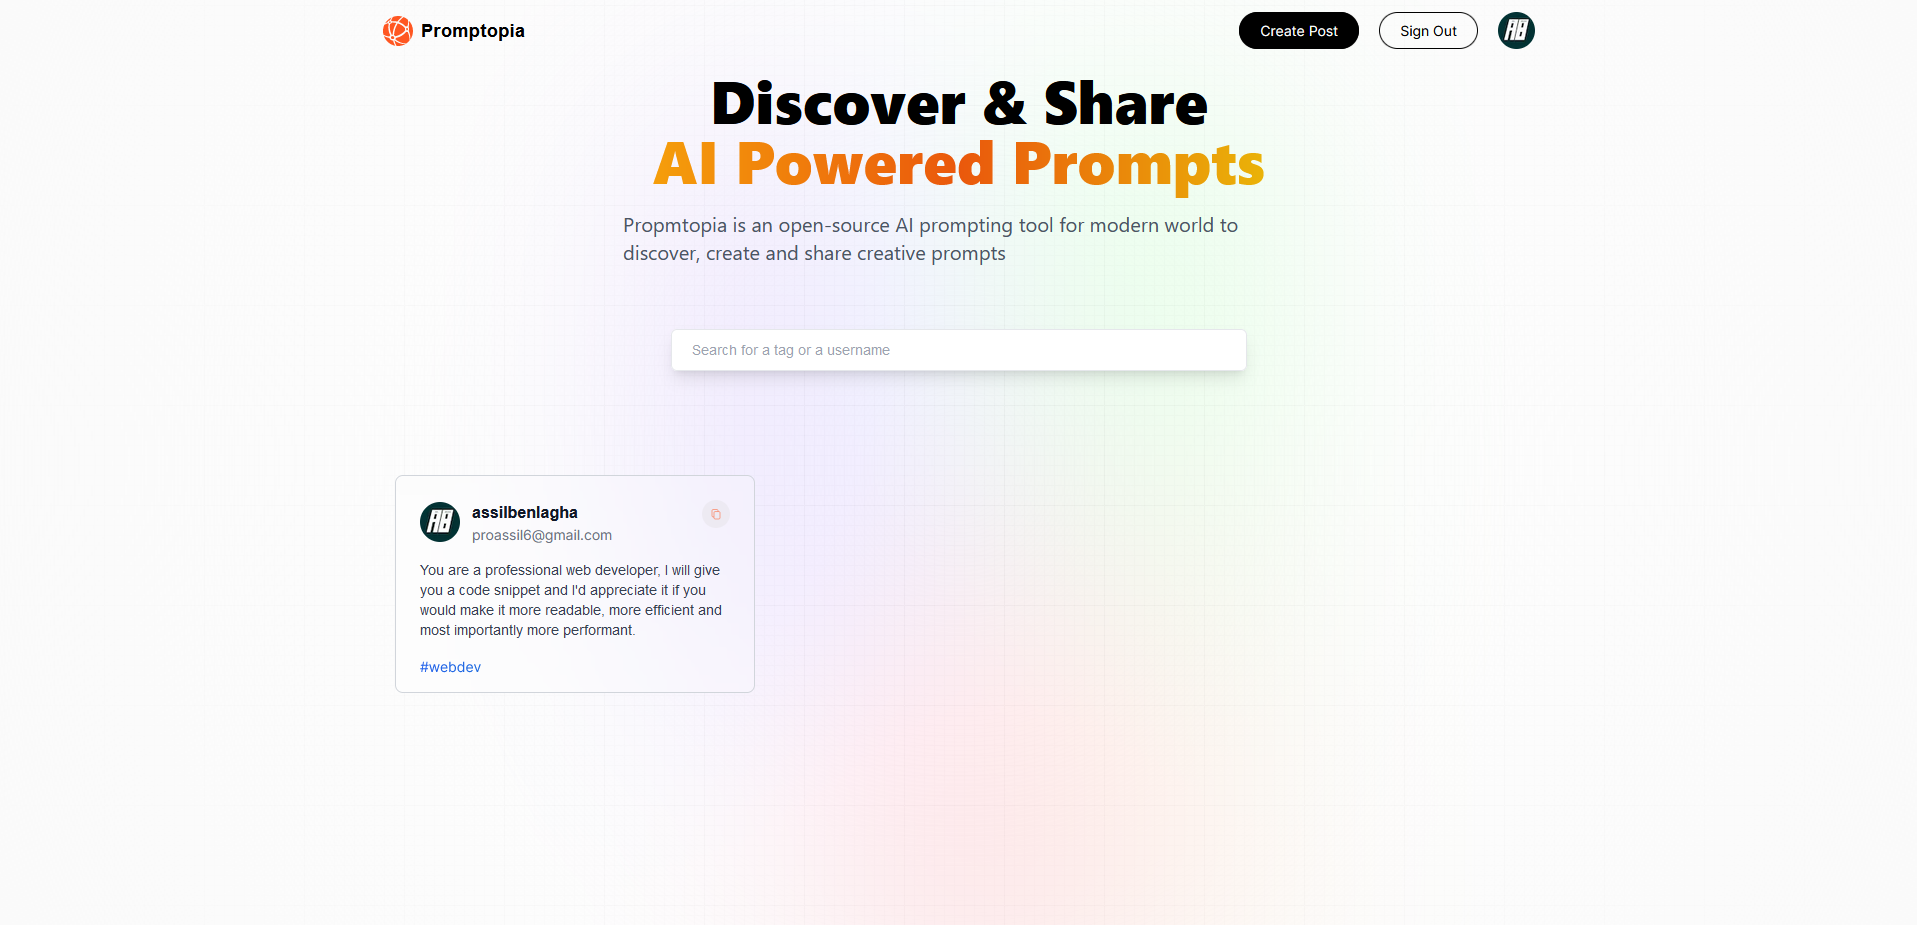 Promptopia
Create Post
Sign Out
AB
Discover & Share
AI Powered Prompts
Propmtopia is an open-source AI prompting tool for modern world to
discover, create and share creative prompts
Search for a tag or a username
AB
assilbenlagha
proassil6@gmail.com
You are a professional web developer, I will give
you a code snippet and I'd appreciate it if you
would make it more readable, more efficient and
most importantly more performant.
#webdev